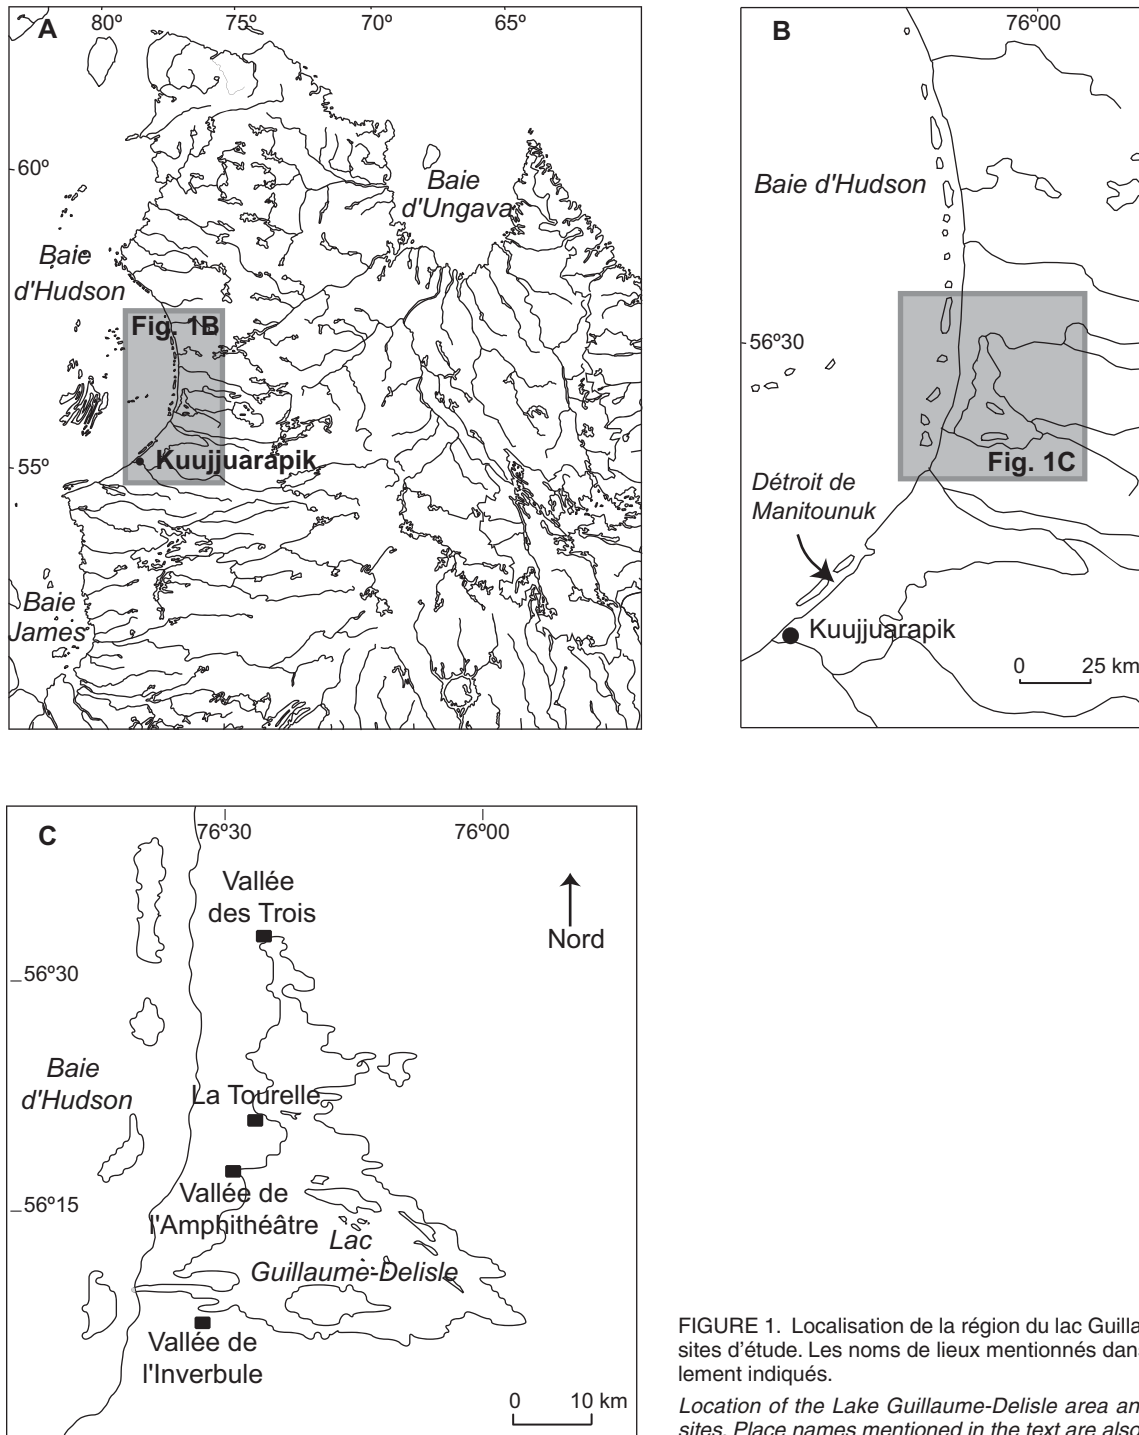 A
80º
75º
70º
65º
60º
55º
Baie
d'Ungava
Baie
d'Hudson
Fig. 1B
Kuujjuarapik
Baie
James
B
76º00
Baie d'Hudson
56º30
Fig. 1C
Détroit de
Manitounuk
Kuujjuarapik
0 25 km
C
76º30
76º00
Vallée
des Trois
Nord
56º30
Baie
d'Hudson
La Tourelle
Vallée de
l'Amphithéâtre
56º15
Lac
Guillaume-Delisle
Vallée de
l'Inverbule
0 10 km
FIGURE 1. Localisation de la région du lac Guilla
sites d'étude. Les noms de lieux mentionnés dans
lement indiqués.
Location of the Lake Guillaume-Delisle area an
sites. Place names mentioned in the text are also